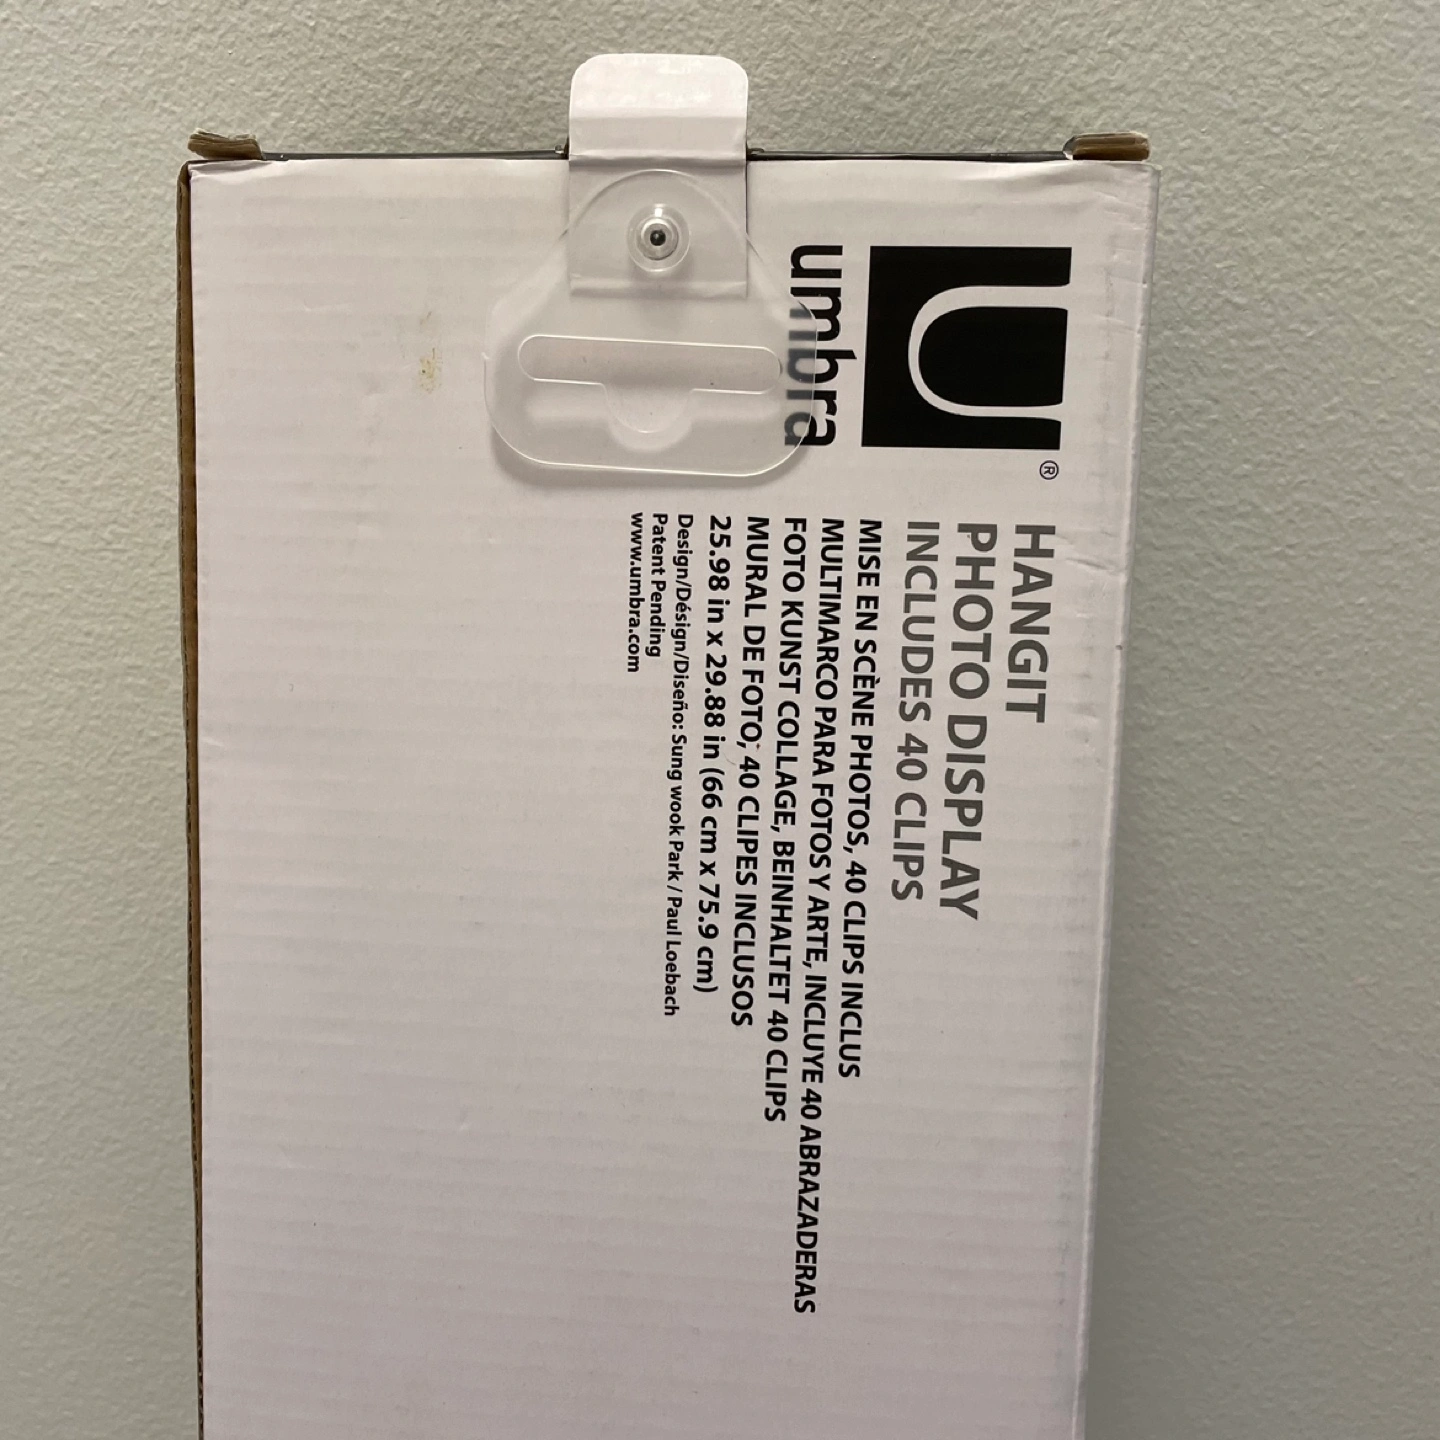 umbra
U®
HANGIT
PHOTO DISPLAY
INCLUDES 40 CLIPS
MISE EN SCÈNE PHOTOS, 40 CLIPS INCLUS
MULTIMARCO PARA FOTOS Y ARTE, INCLUYE 40 ABRAZADERAS
FOTO KUNST COLLAGE, BEINHALTET 40 CLIPS
MURAL DE FOTO, 40 CLIPES INCLUSOS
25.98 in x 29.88 in (66 cm x 75.9 cm)
Design/Désign/Diseño: Sung wook Park / Paul Loebach
Patent Pending
www.umbra.com